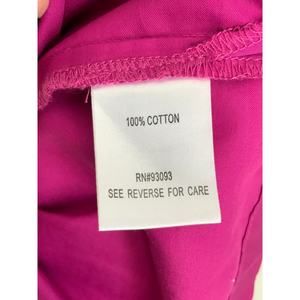 100% COTTON
RN#93093
SEE REVERSE FOR CARE